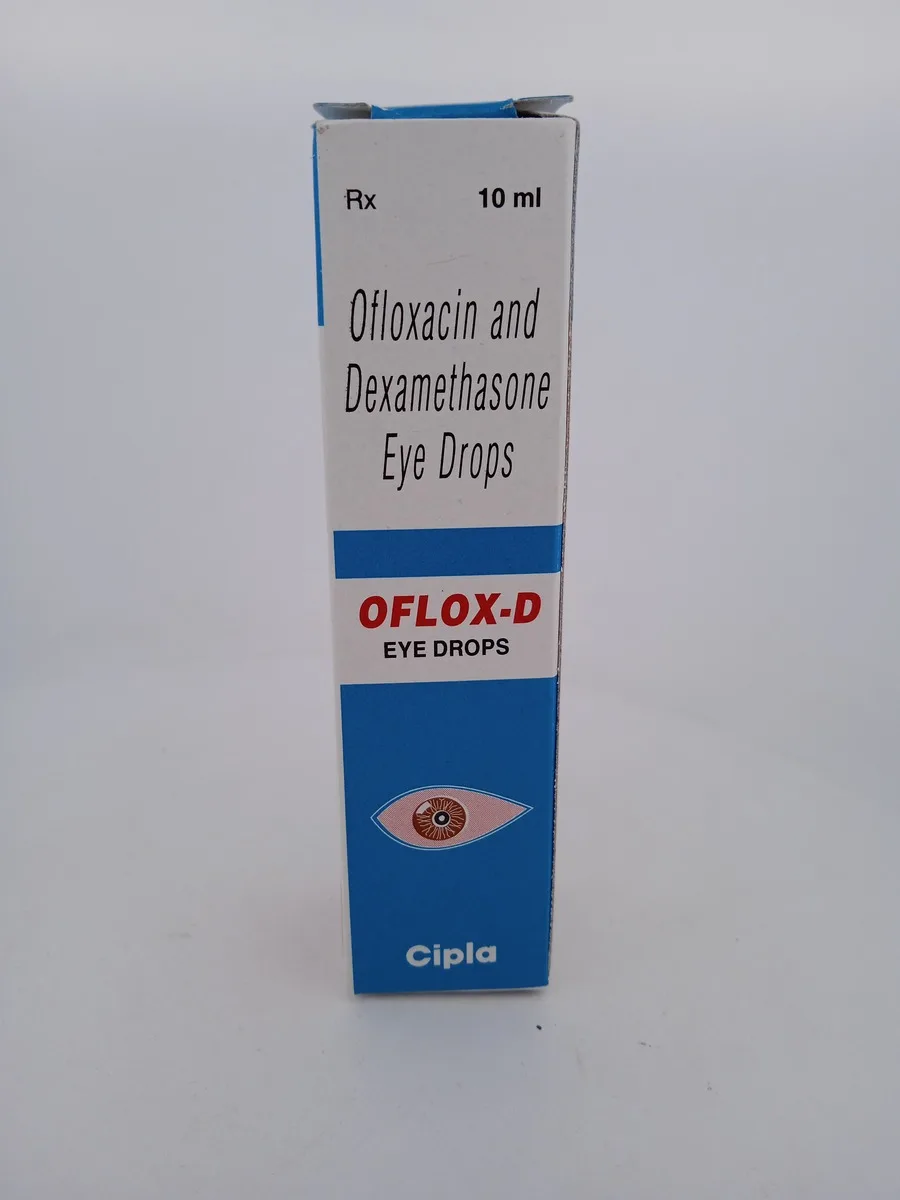 Rx 10 ml
Ofloxacin and
Dexamethasone
Eye Drops
OFLOX-D
EYE DROPS
Cipla